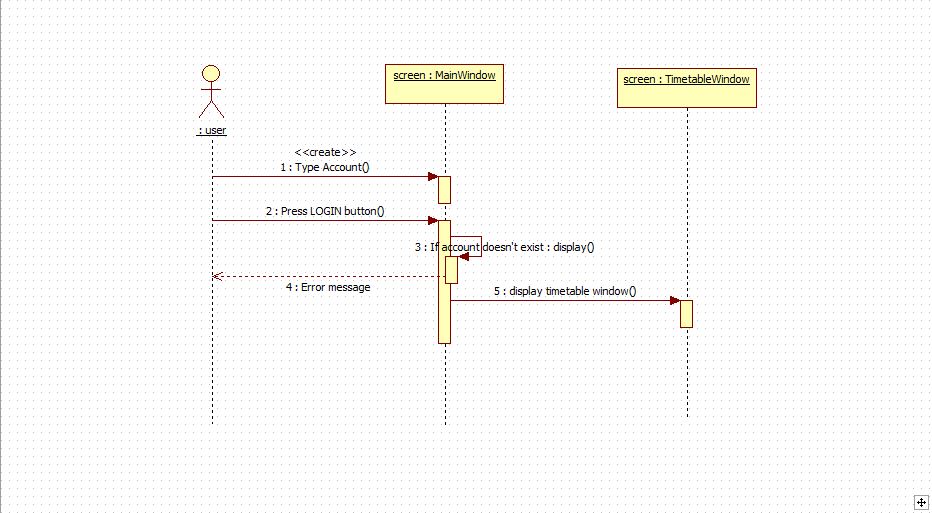 screen : MainWindow
screen : TimetableWindow
: user
<<create>>
1 : Type Account()
2 : Press LOGIN button()
3 : If account doesn't exist : display()
4 : Error message
5 : display timetable window()